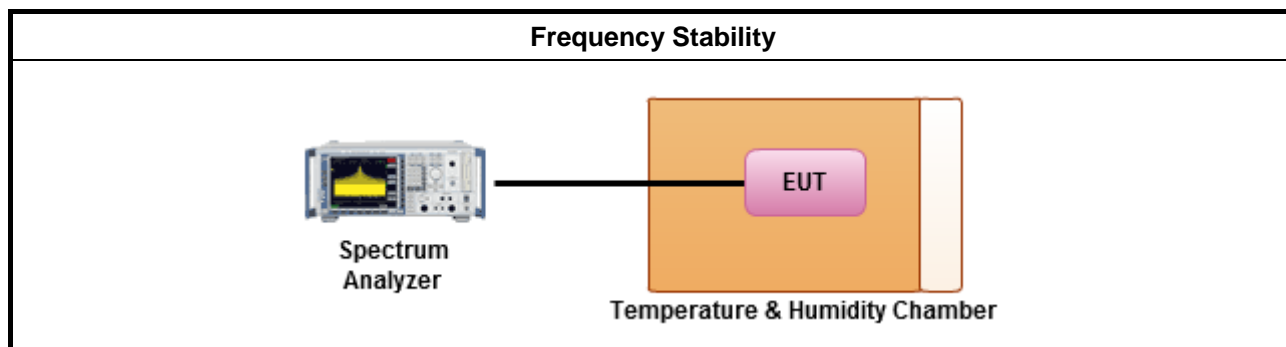 Frequency Stability
EUT
Spectrum
Analyzer
Temperature & Humidity Chamber